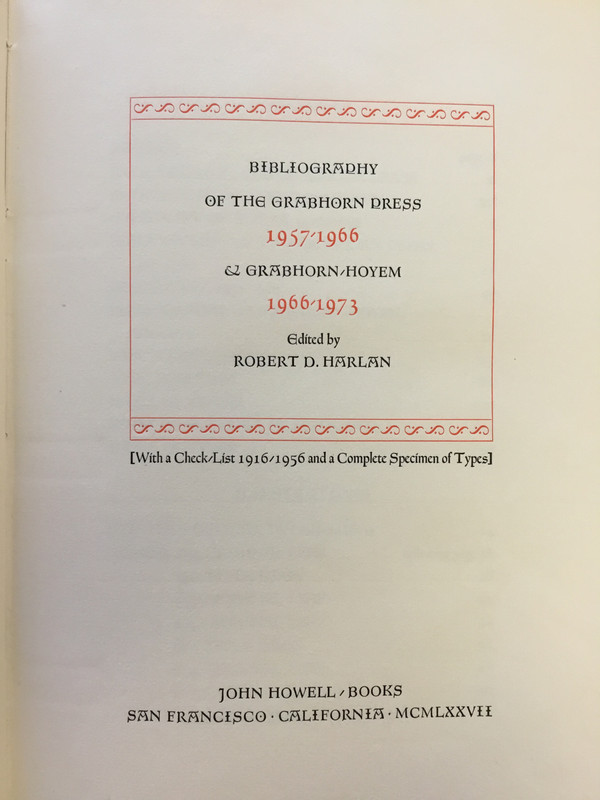 BIBLIOGRAPHY
OF THE GRABHORN PRESS
1957-1966
& GRABHORN-HOYEM
1966-1973
Edited by
ROBERT D. HARLAN
[With a Check-List 1916/1956 and a Complete Specimen of Types]
JOHN HOWELL / BOOKS
SAN FRANCISCO · CALIFORNIA · MCMLXXVII